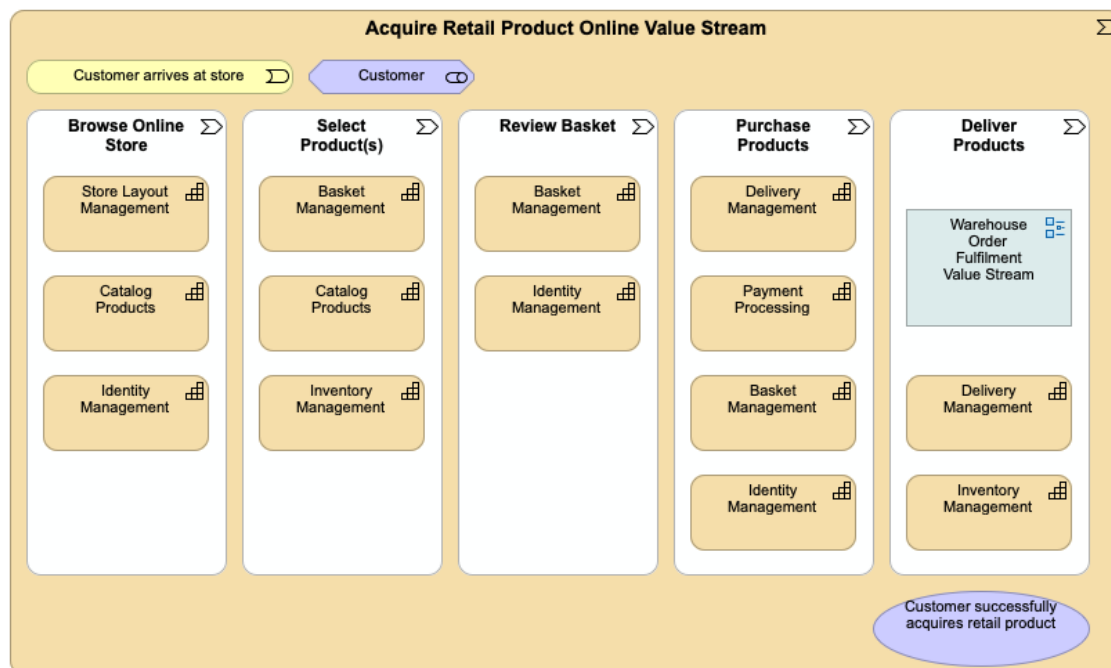 Acquire Retail Product Online Value Stream
Customer arrives at store
Customer
Browse Online
Store
Store Layout
Management
Catalog
Products
Identity
Management
Select
Product(s)
Basket
Management
Catalog
Products
Inventory
Management
Review Basket
Basket
Management
Identity
Management
Purchase
Products
Delivery
Management
Payment
Processing
Basket
Management
Identity
Management
Deliver
Products
Warehouse
Order
Fulfilment
Value Stream
Delivery
Management
Inventory
Management
Customer successfully
acquires retail product